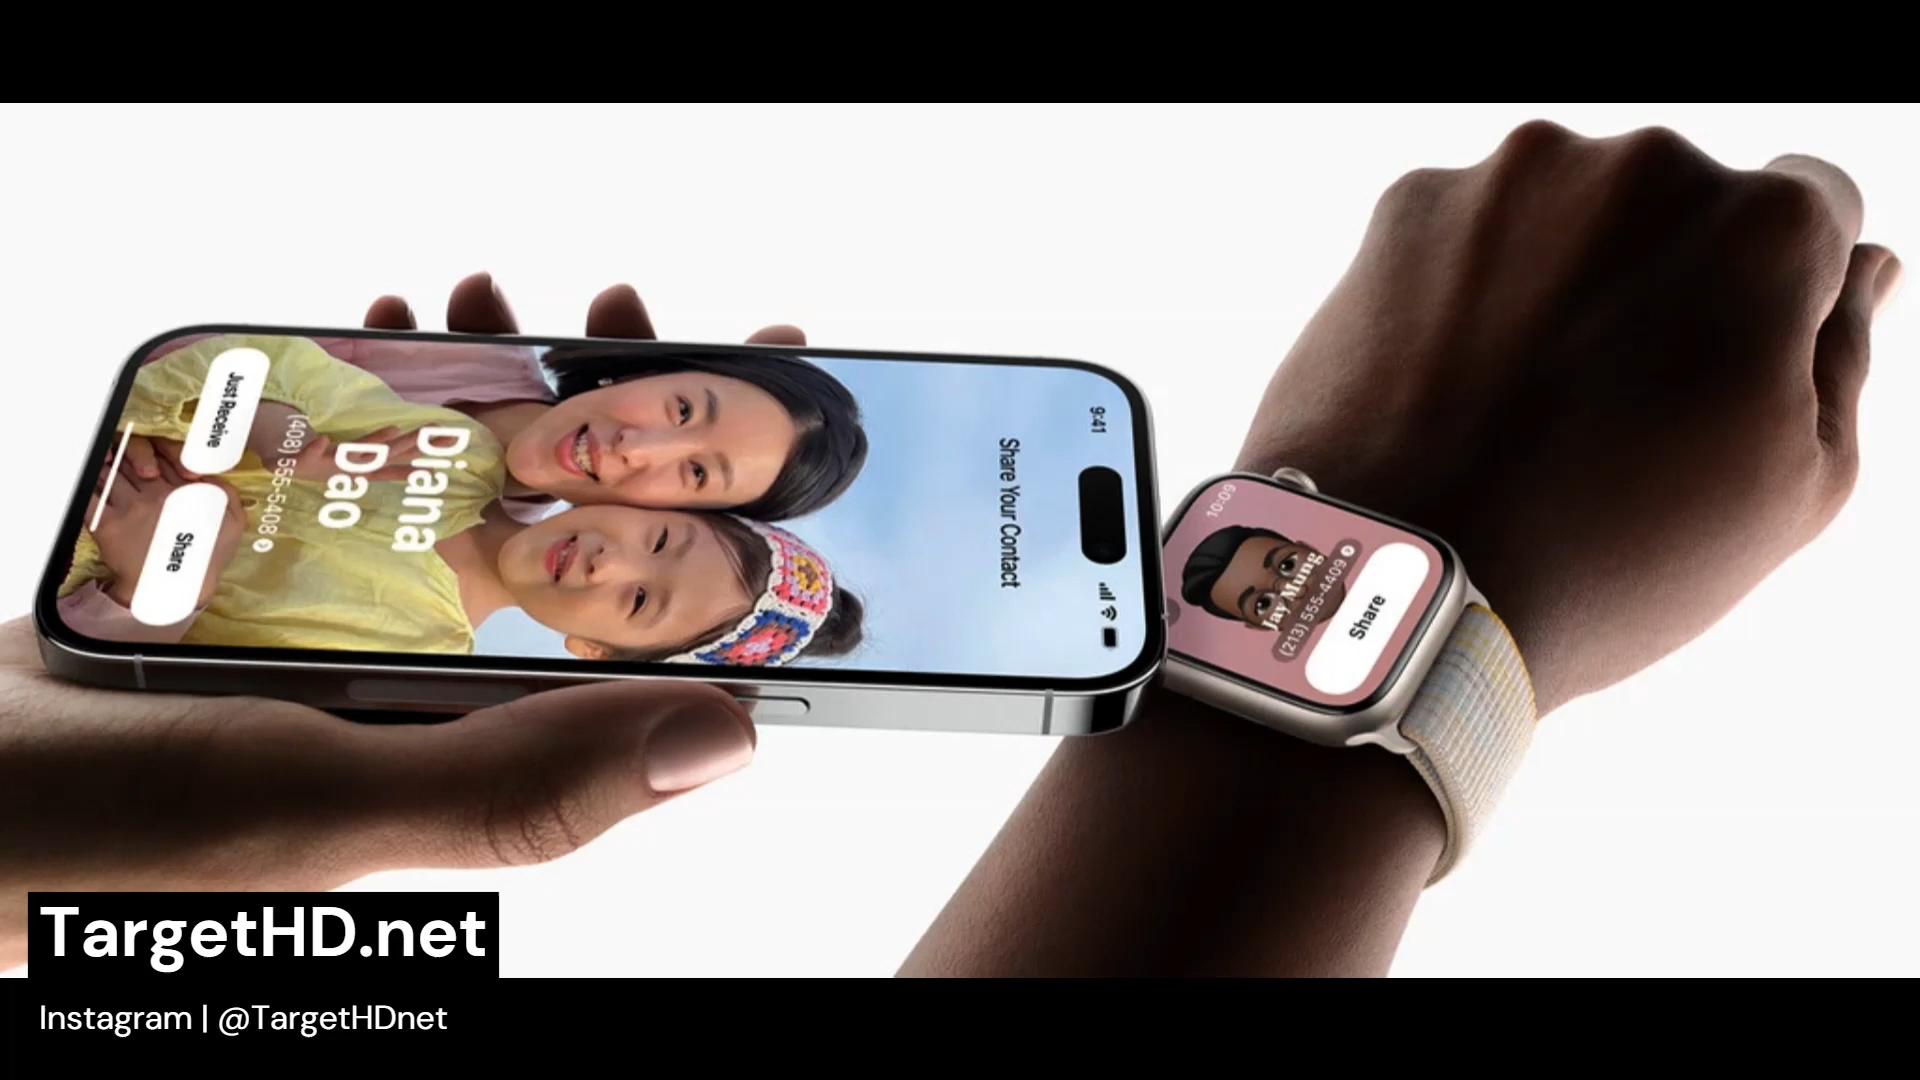 9:41
Share Your Contact
Diana
Dao
(408) 555-5408
Just Receive
Share
10:09
Jay Mung
(213) 555-4409
Share
TargetHD.net
Instagram | @TargetHDnet